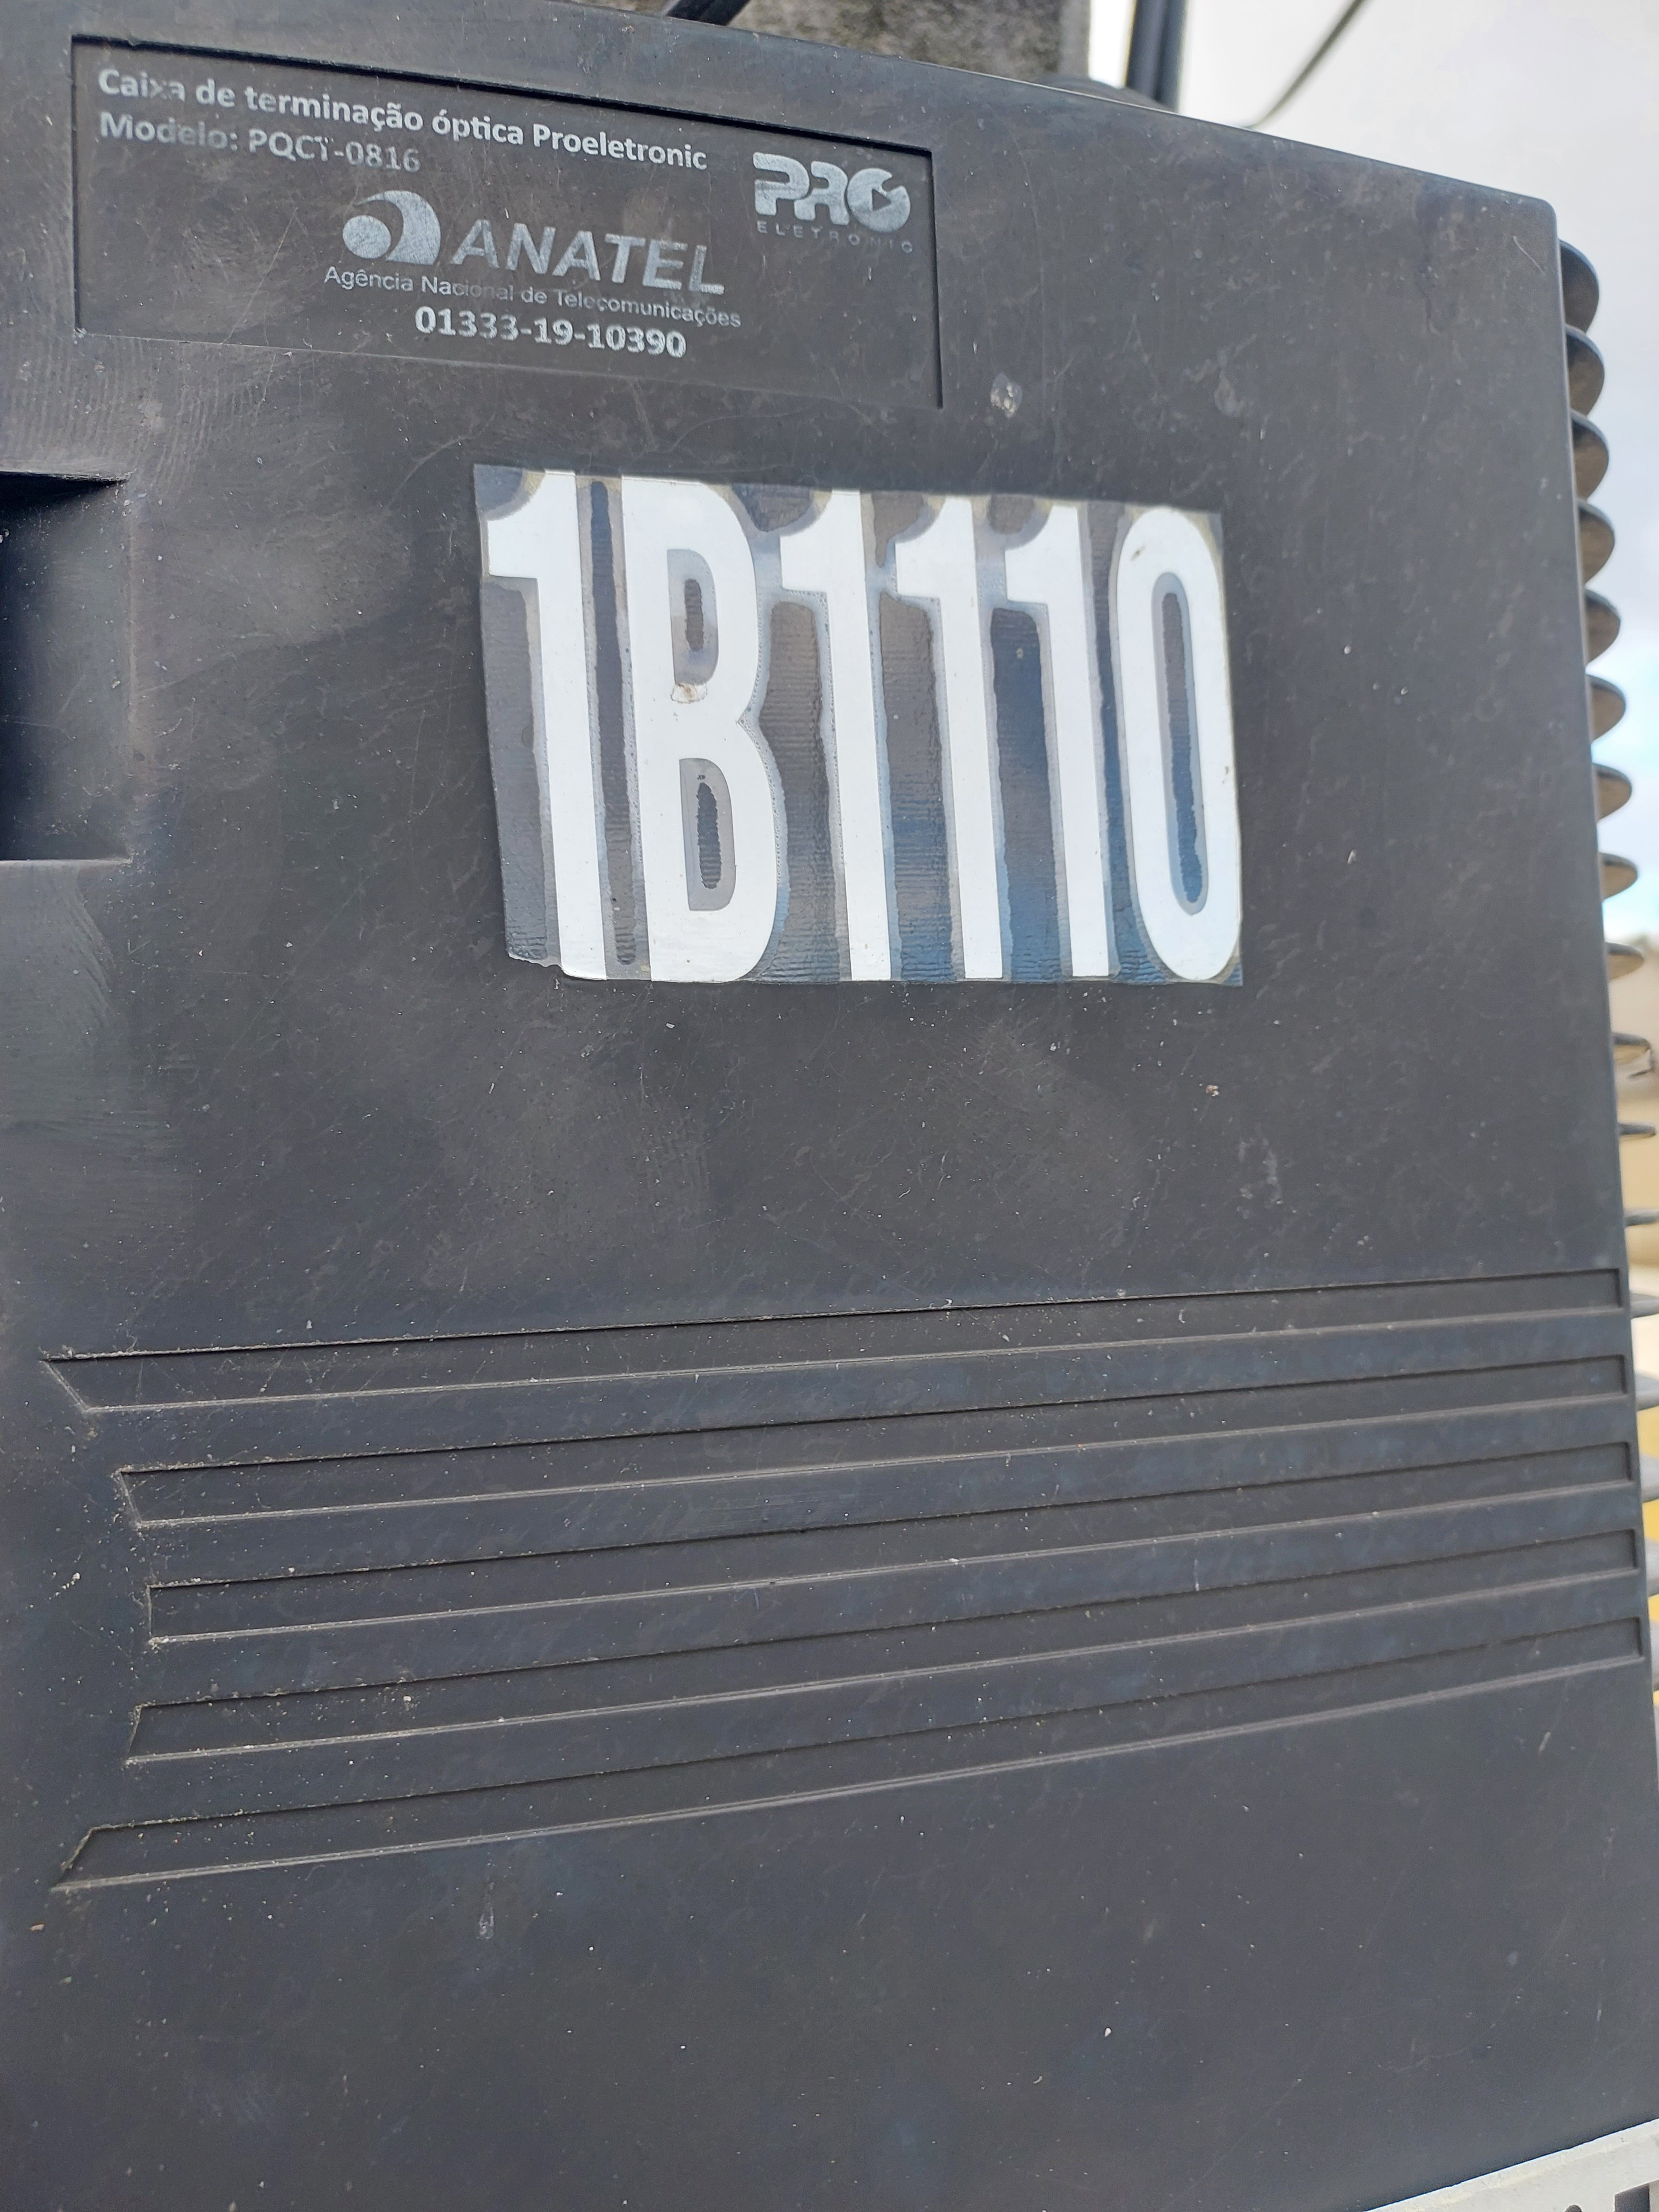 Caixa de terminação óptica Proeletronic
Modelo: PQCT-0816
PRO
ELETRONIC
ANATEL
Agência Nacional de Telecomunicações
01333-19-10390
1B1110